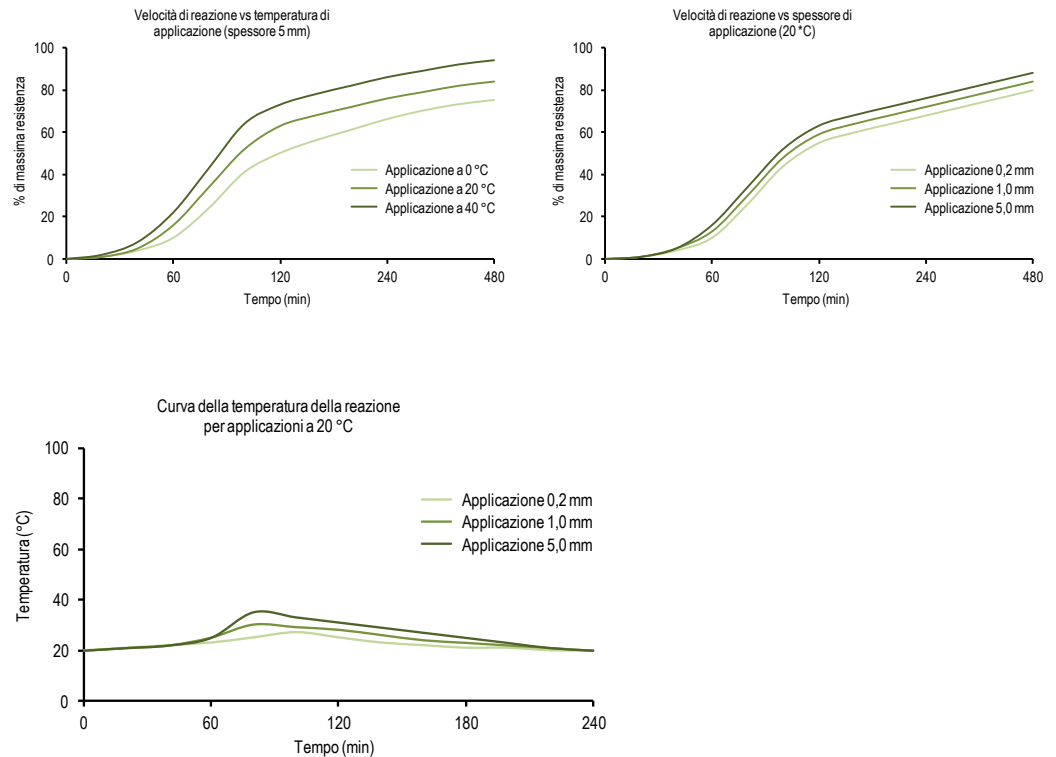 Velocità di reazione vs temperatura di
applicazione (spessore 5 mm)
100
80
60
40
20
0
% di massima resistenza
Applicazione a 0 °C
Applicazione a 20 °C
Applicazione a 40 °C
0 60 120 240 480
Tempo (min)
Velocità di reazione vs spessore di
applicazione (20 °C)
100
80
60
40
20
0
% di massima resistenza
Applicazione 0,2 mm
Applicazione 1,0 mm
Applicazione 5,0 mm
0 60 120 240 480
Tempo (min)
Curva della temperatura della reazione
per applicazioni a 20 °C
100
80
60
40
20
0
Temperatura (°C)
Applicazione 0,2 mm
Applicazione 1,0 mm
Applicazione 5,0 mm
0 60 120 180 240
Tempo (min)